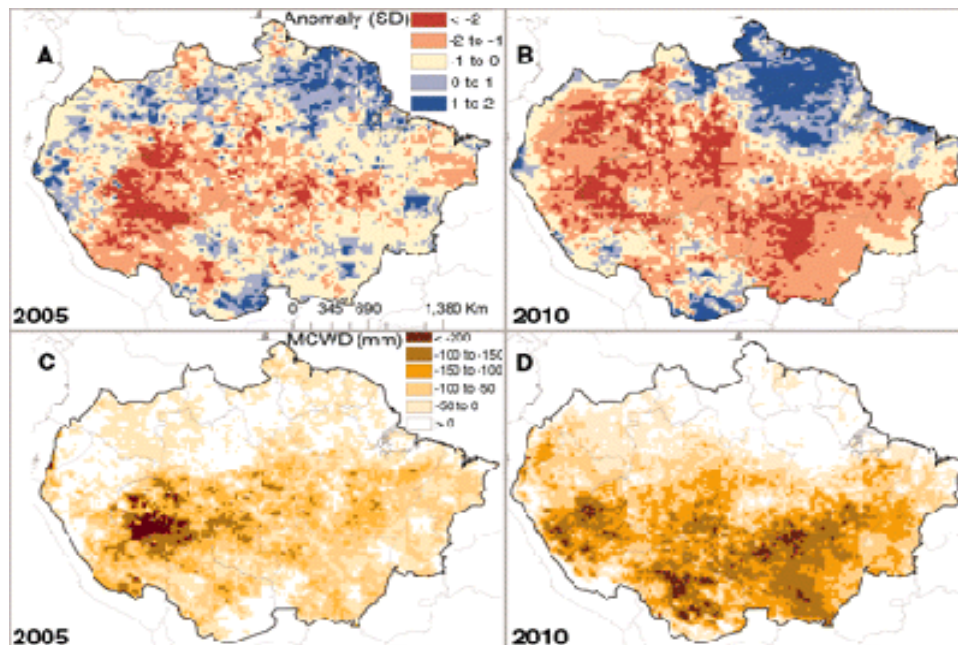 A
Anomaly (SD)
< -2
-2 to -1
-1 to 0
0 to 1
1 to 2
B
2005
0 345 690 1,380 Km
2010
C
MCWD (mm)
< -200
-100 to -150
-150 to -100
-100 to -50
-50 to 0
> 0
D
2005
2010